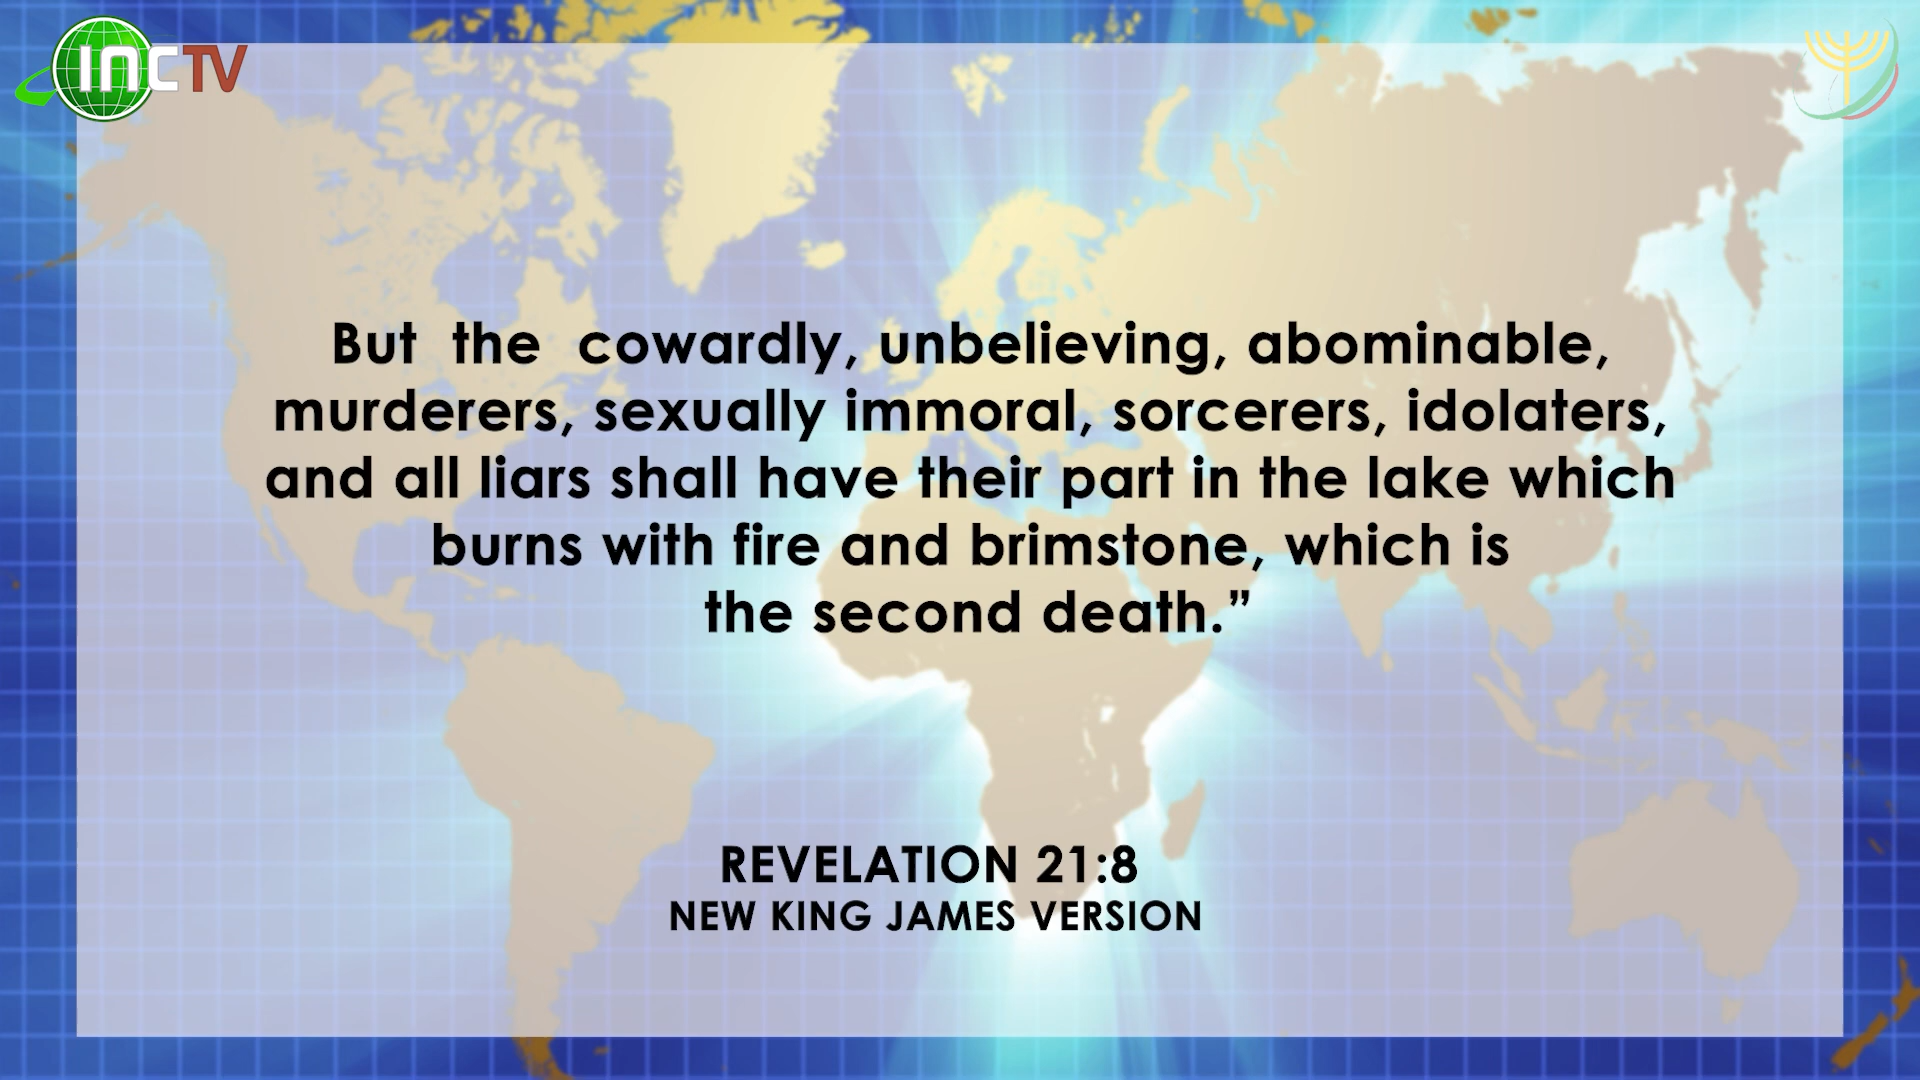 INCTV
But the cowardly, unbelieving, abominable,
murderers, sexually immoral, sorcerers, idolaters,
and all liars shall have their part in the lake which
burns with fire and brimstone, which is
the second death.”
REVELATION 21:8
NEW KING JAMES VERSION